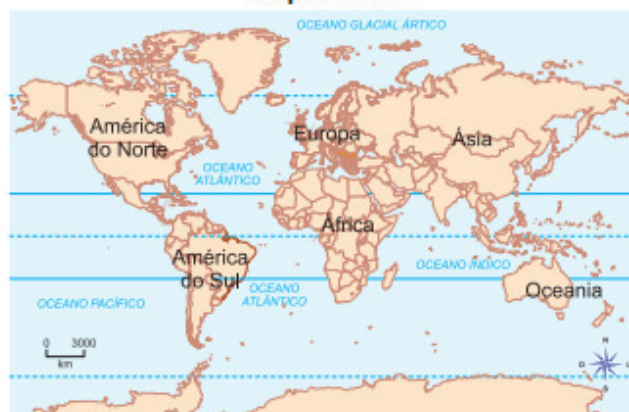 OCEANO GLACIAL ÁRTICO
América
do Norte
Europa
Ásia
OCEANO
ATLÂNTICO
África
América
do Sul
OCEANO ÍNDICO
OCEANO
ATLÂNTICO
Oceania
OCEANO PACÍFICO
0 3000
km
N
O L
S